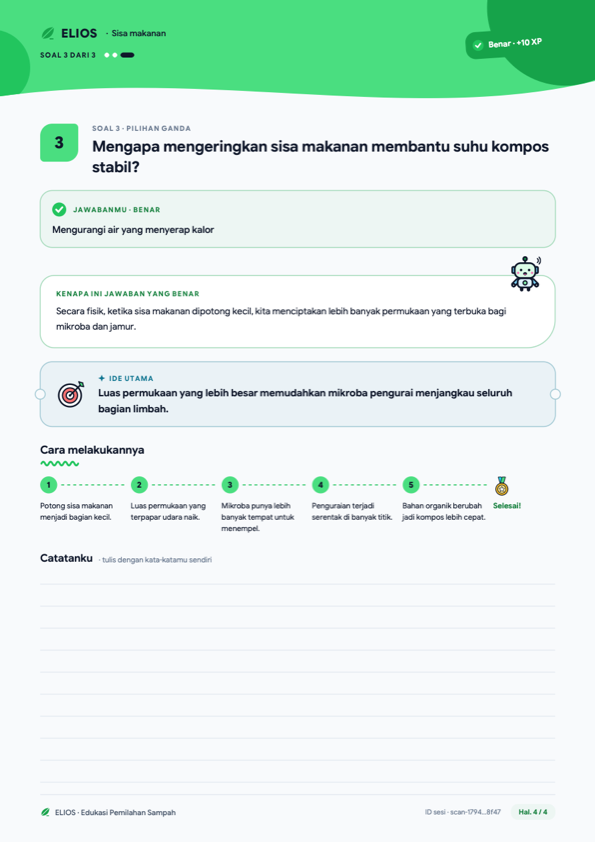 ELIOS · Sisa makanan
SOAL 3 DARI 3
Benar · +10 XP
3
SOAL 3 · PILIHAN GANDA
Mengapa mengeringkan sisa makanan membantu suhu kompos
stabil?
JAWABANMU · BENAR
Mengurangi air yang menyerap kalor
KENAPA INI JAWABAN YANG BENAR
Secara fisik, ketika sisa makanan dipotong kecil, kita menciptakan lebih banyak permukaan yang terbuka bagi
mikroba dan jamur.
IDE UTAMA
Luas permukaan yang lebih besar memudahkan mikroba pengurai menjangkau seluruh
bagian limbah.
Cara melakukannya
1
Potong sisa makanan
menjadi bagian kecil.
2
Luas permukaan yang
terpapar udara naik.
3
Mikroba punya lebih
banyak tempat untuk
menempel.
4
Penguraian terjadi
serentak di banyak titik.
5
Bahan organik berubah
jadi kompos lebih cepat.
Selesai!
Catatanku · tulis dengan kata-katamu sendiri
ELIOS · Edukasi Pemilahan Sampah
ID sesi · scan-1794...8f47
Hal. 4 / 4